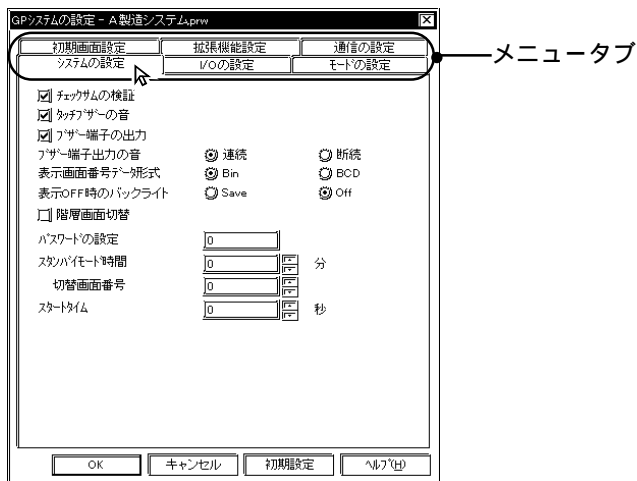 GPｼｽﾃﾑの設定 - A製造システム.prw
初期画面設定 拡張機能設定 通信の設定
ｼｽﾃﾑの設定 I/Oの設定 ﾓｰﾄﾞの設定
メニュータブ
ﾁｪｯｸｻﾑの検証
ﾀｯﾁﾌﾞｻﾞｰの音
ﾌﾞｻﾞｰ端子の出力
ﾌﾞｻﾞｰ端子出力の音 連続 断続
表示画面番号ﾃﾞｰﾀ形式 Bin BCD
表示OFF時のバックライト Save Off
階層画面切替
ﾊﾟｽﾜｰﾄﾞの設定 0
ｽﾀﾝﾊﾞｲﾓｰﾄﾞ時間 0 分
切替画面番号 0
ｽﾀｰﾄﾀｲﾑ 0 秒
OK キャンセル 初期設定 ﾍﾙﾌﾟ(H)